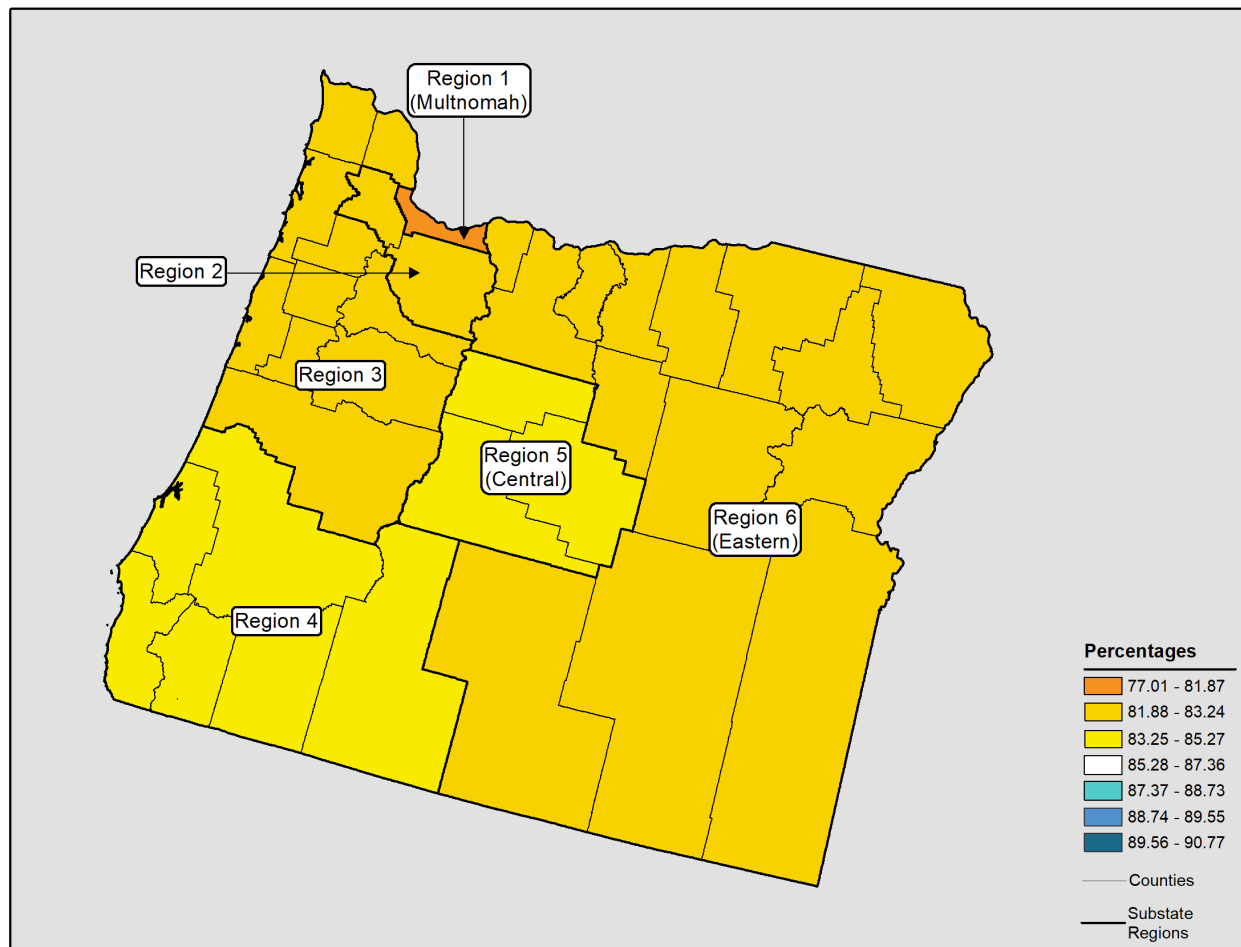 Region 1
(Multnomah)
Region 2
Region 3
Region 5
(Central)
Region 6
(Eastern)
Region 4
Percentages
77.01 - 81.87
81.88 - 83.24
83.25 - 85.27
85.28 - 87.36
87.37 - 88.73
88.74 - 89.55
89.56 - 90.77
Counties
Substate
Regions